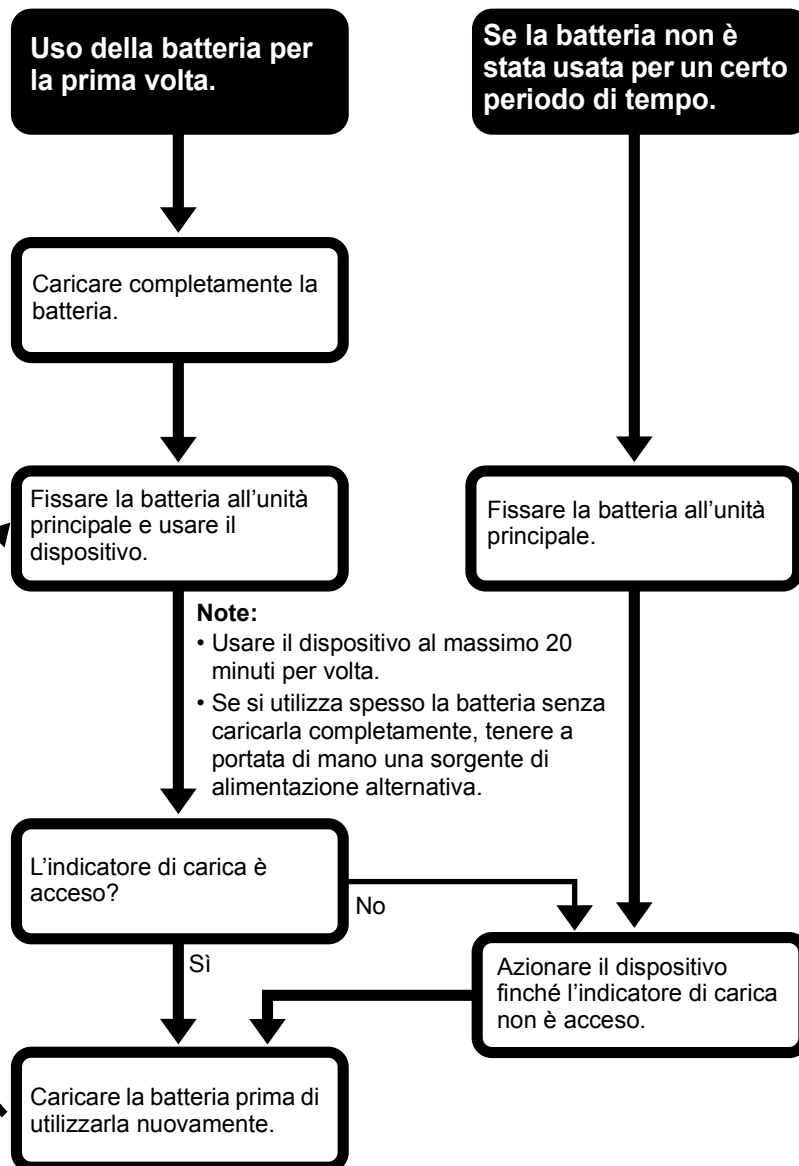 Uso della batteria per
la prima volta.
Se la batteria non è
stata usata per un certo
periodo di tempo.
Caricare completamente la
batteria.
Fissare la batteria all'unità
principale e usare il
dispositivo.
Fissare la batteria all'unità
principale.
Note:
• Usare il dispositivo al massimo 20
minuti per volta.
• Se si utilizza spesso la batteria senza
caricarla completamente, tenere a
portata di mano una sorgente di
alimentazione alternativa.
L'indicatore di carica è
acceso?
No
Sì
Azionare il dispositivo
finché l'indicatore di carica
non è acceso.
Caricare la batteria prima di
utilizzarla nuovamente.